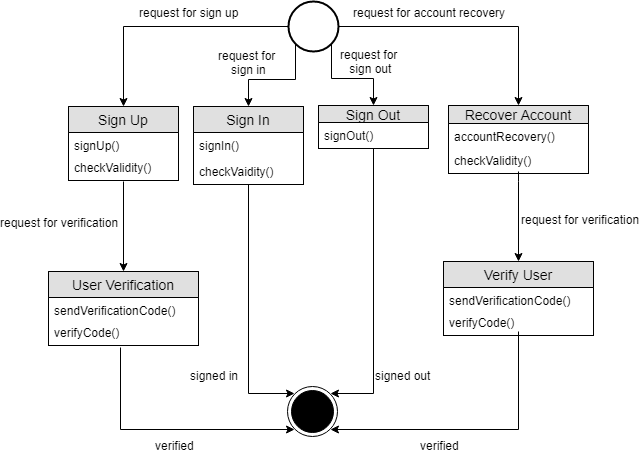 request for sign up
request for account recovery
request for
sign in
request for
sign out
Sign Up
signUp()
checkValidity()
Sign In
signIn()
checkVaidity()
Sign Out
signOut()
Recover Account
accountRecovery()
checkValidity()
request for verification
request for verification
User Verification
sendVerificationCode()
verifyCode()
Verify User
sendVerificationCode()
verifyCode()
signed in
signed out
verified
verified